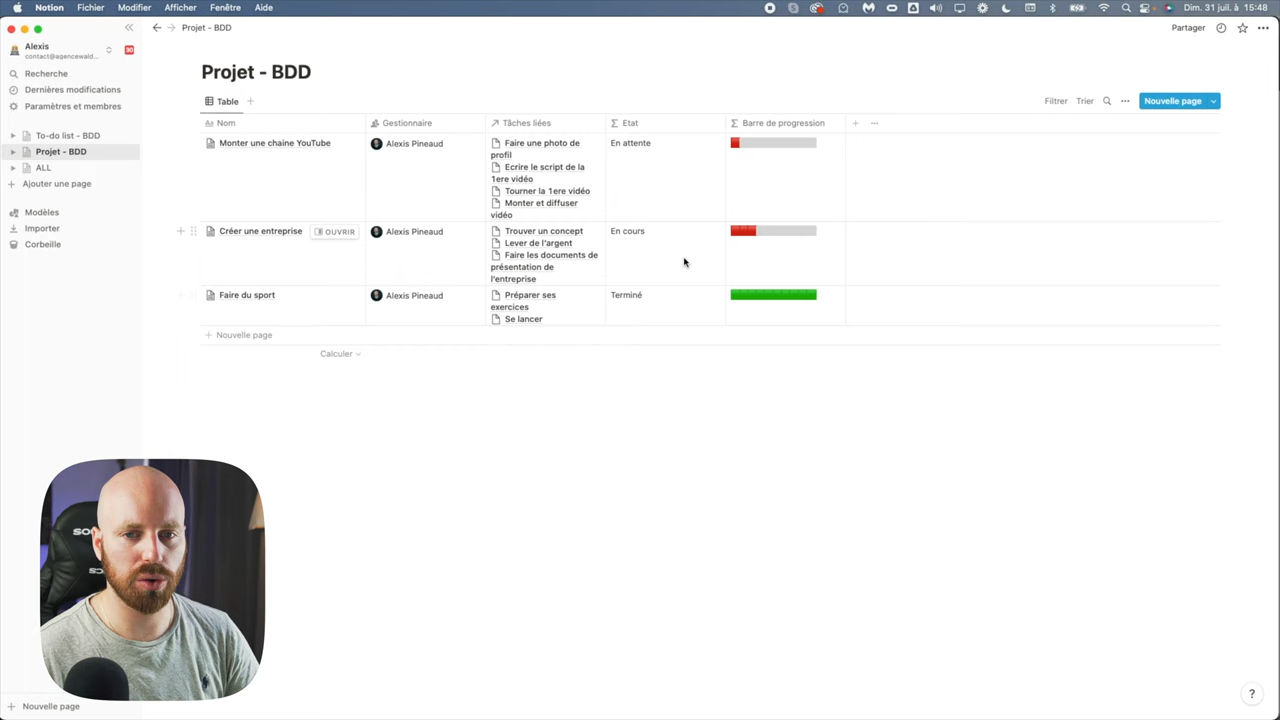 Notion Fichier Modifier Afficher Fenêtre Aide Dim. 31 juil. à 15:48
Projet - BDD Partager
Alexis
contact@agencewald... 30
Recherche
Dernières modifications
Paramètres et membres
To-do list - BDD
Projet - BDD
ALL
Ajouter une page
Modèles
Importer
Corbeille
Projet - BDD
Table Filtrer Trier Nouvelle page
Nom Gestionnaire Tâches liées Etat Barre de progression
Monter une chaine YouTube Alexis Pineaud Faire une photo de En attente
profil
Ecrire le script de la
1ere vidéo
Tourner la 1ere vidéo
Monter et diffuser
vidéo
Créer une entreprise OUVRIR Alexis Pineaud Trouver un concept En cours
Lever de l'argent
Faire les documents de
présentation de
l'entreprise
Faire du sport Alexis Pineaud Préparer ses Terminé
exercices
Se lancer
Nouvelle page
Calculer
Nouvelle page
?